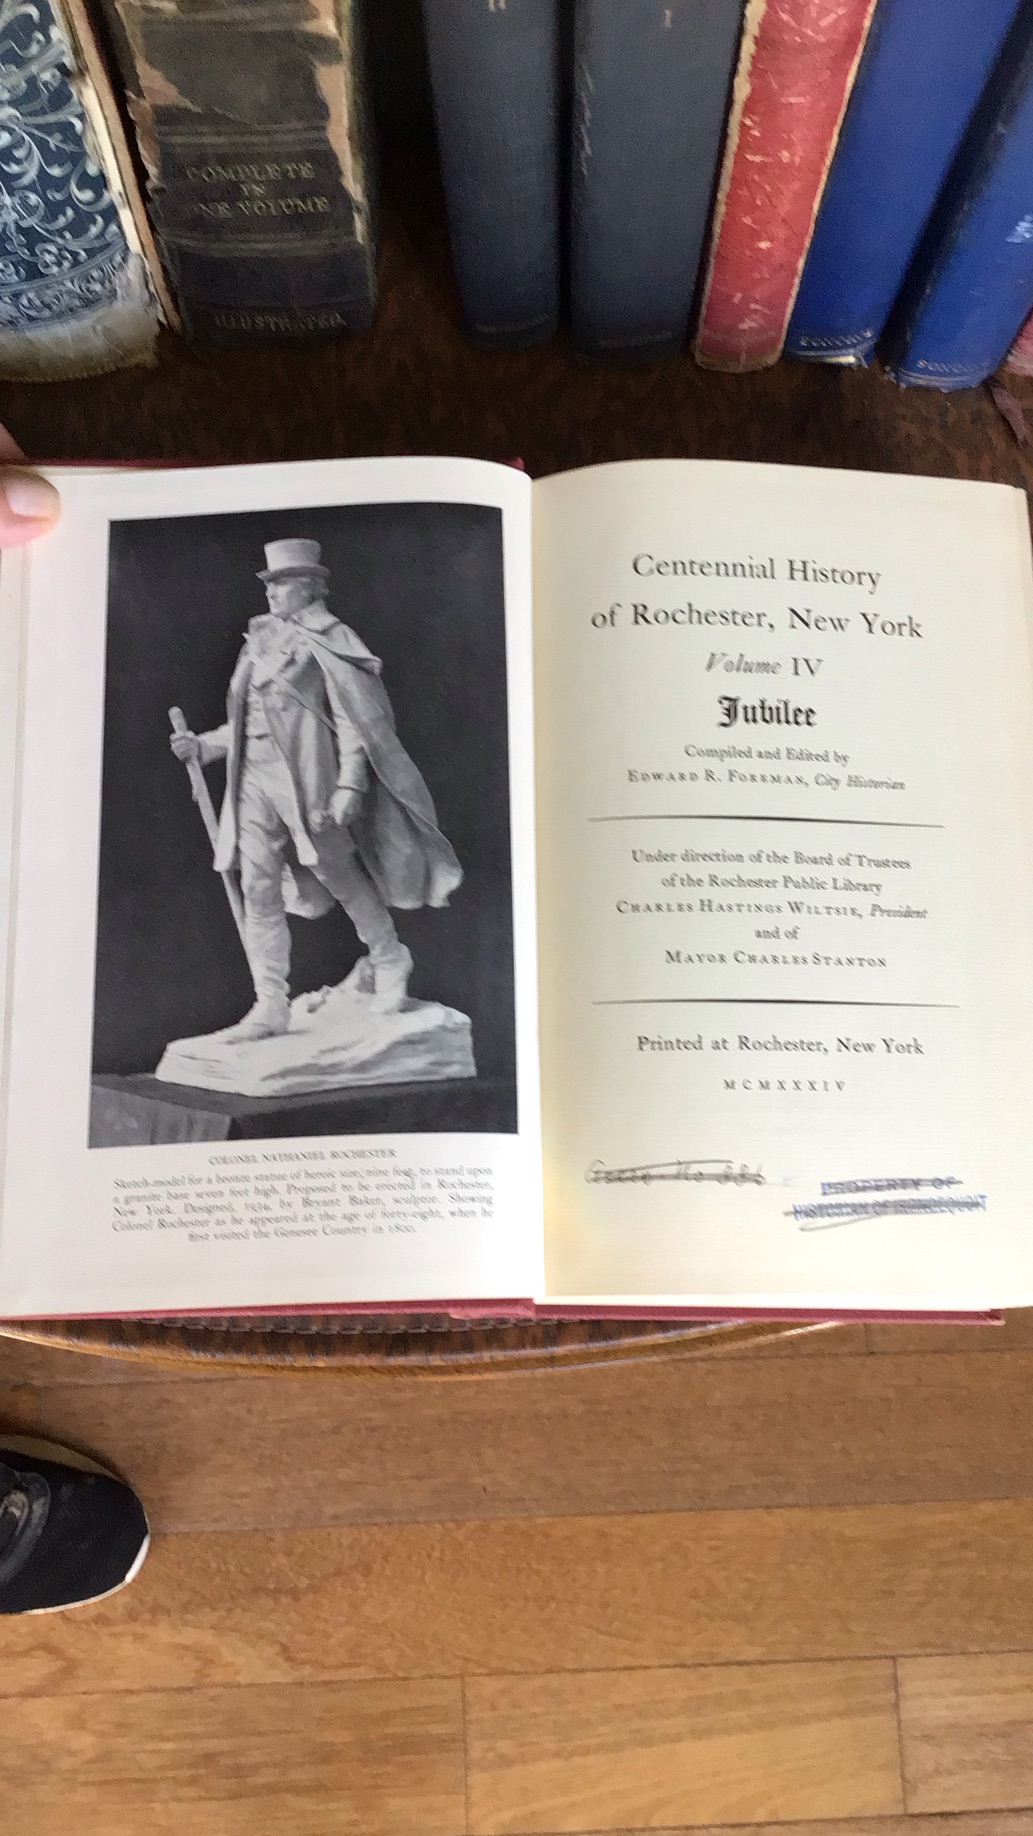 II
I
COMPLETE
IN
ONE VOLUME
ILLUSTRATED
COLONEL NATHANIEL ROCHESTER
Sketch-model for a bronze statue of heroic size, nine feet, to stand upon
a granite base seven feet high. Proposed to be erected in Rochester,
New York. Designed, by Bryant Baker, sculptor. Showing
Colonel Rochester as he appeared at the age of forty-eight, when he
first visited the Genesee Country in 1800.
Centennial History
of Rochester, New York
Volume IV
Jubilee
Compiled and Edited by
EDWARD R. FOREMAN, City Historian
Under direction of the Board of Trustees
of the Rochester Public Library
CHARLES HASTINGS WILTSIE, President
and of
MAYOR CHARLES STANTON
Printed at Rochester, New York
MCMXXXIV
PROPERTY OF
HISTORIAN OF IRONDEQUOIT